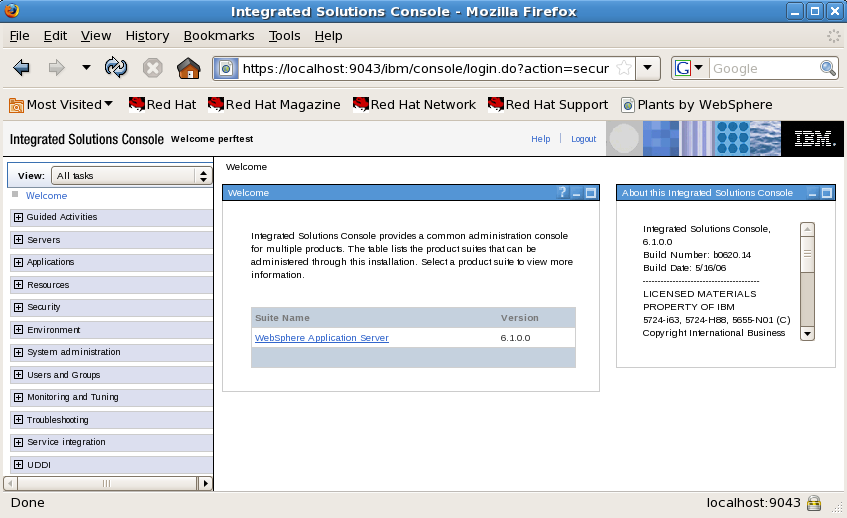 Integrated Solutions Console - Mozilla Firefox
File Edit View History Bookmarks Tools Help
https://localhost:9043/ibm/console/login.do?action=secur
G
Google
Most Visited
Red Hat
Red Hat Magazine
Red Hat Network
Red Hat Support
Plants by WebSphere
Integrated Solutions Console Welcome perftest
Help | Logout
IBM.
View: All tasks
Welcome
Guided Activities
Servers
Applications
Resources
Security
Environment
System administration
Users and Groups
Monitoring and Tuning
Troubleshooting
Service integration
UDDI
Welcome
Welcome ?
Integrated Solutions Console provides a common administration console
for multiple products. The table lists the product suites that can be
administered through this installation. Select a product suite to view more
information.
Suite Name Version
WebSphere Application Server 6.1.0.0
About this Integrated Solutions Console
Integrated Solutions Console,
6.1.0.0
Build Number: b0620.14
Build Date: 5/16/06
----------------------------------------
LICENSED MATERIALS
PROPERTY OF IBM
5724-i63, 5724-H88, 5655-N01 (C)
Copyright International Business
Done
localhost:9043